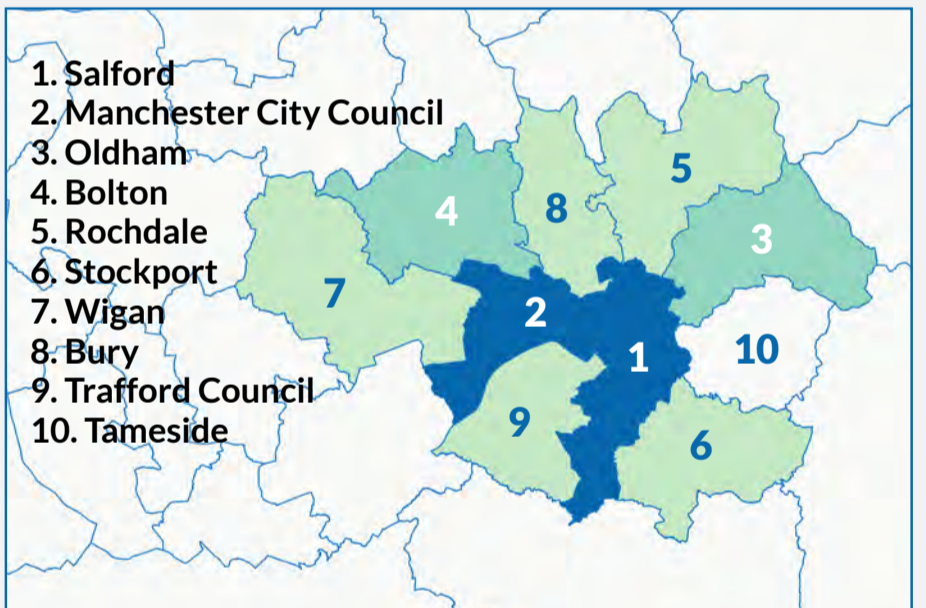 1. Salford
2. Manchester City Council
3. Oldham
4. Bolton
5. Rochdale
6. Stockport
7. Wigan
8. Bury
9. Trafford Council
10. Tameside
5
4
8
3
7
2
10
1
9
6